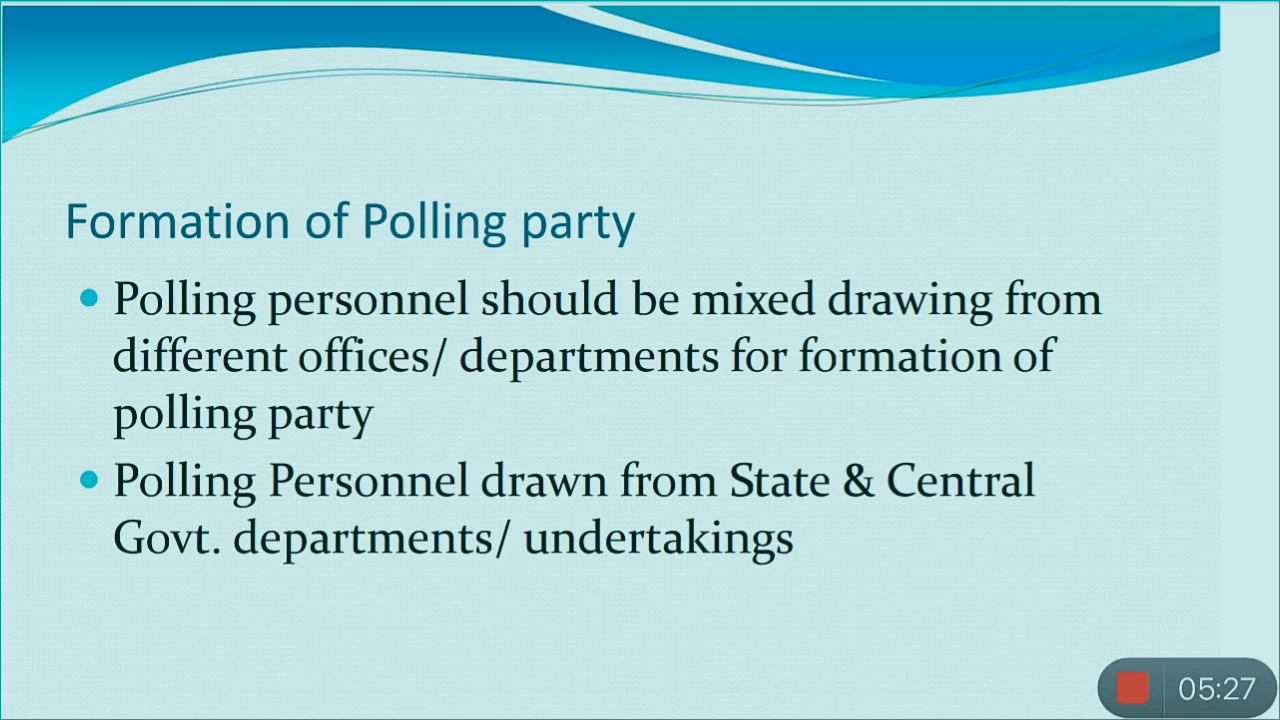 Formation of Polling party
Polling personnel should be mixed drawing from
different offices/ departments for formation of
polling party
Polling Personnel drawn from State & Central
Govt. departments/ undertakings
05:27